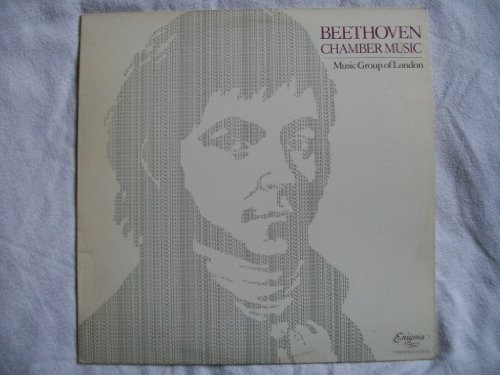 BEETHOVEN
CHAMBER MUSIC
Music Group of London
Enigma